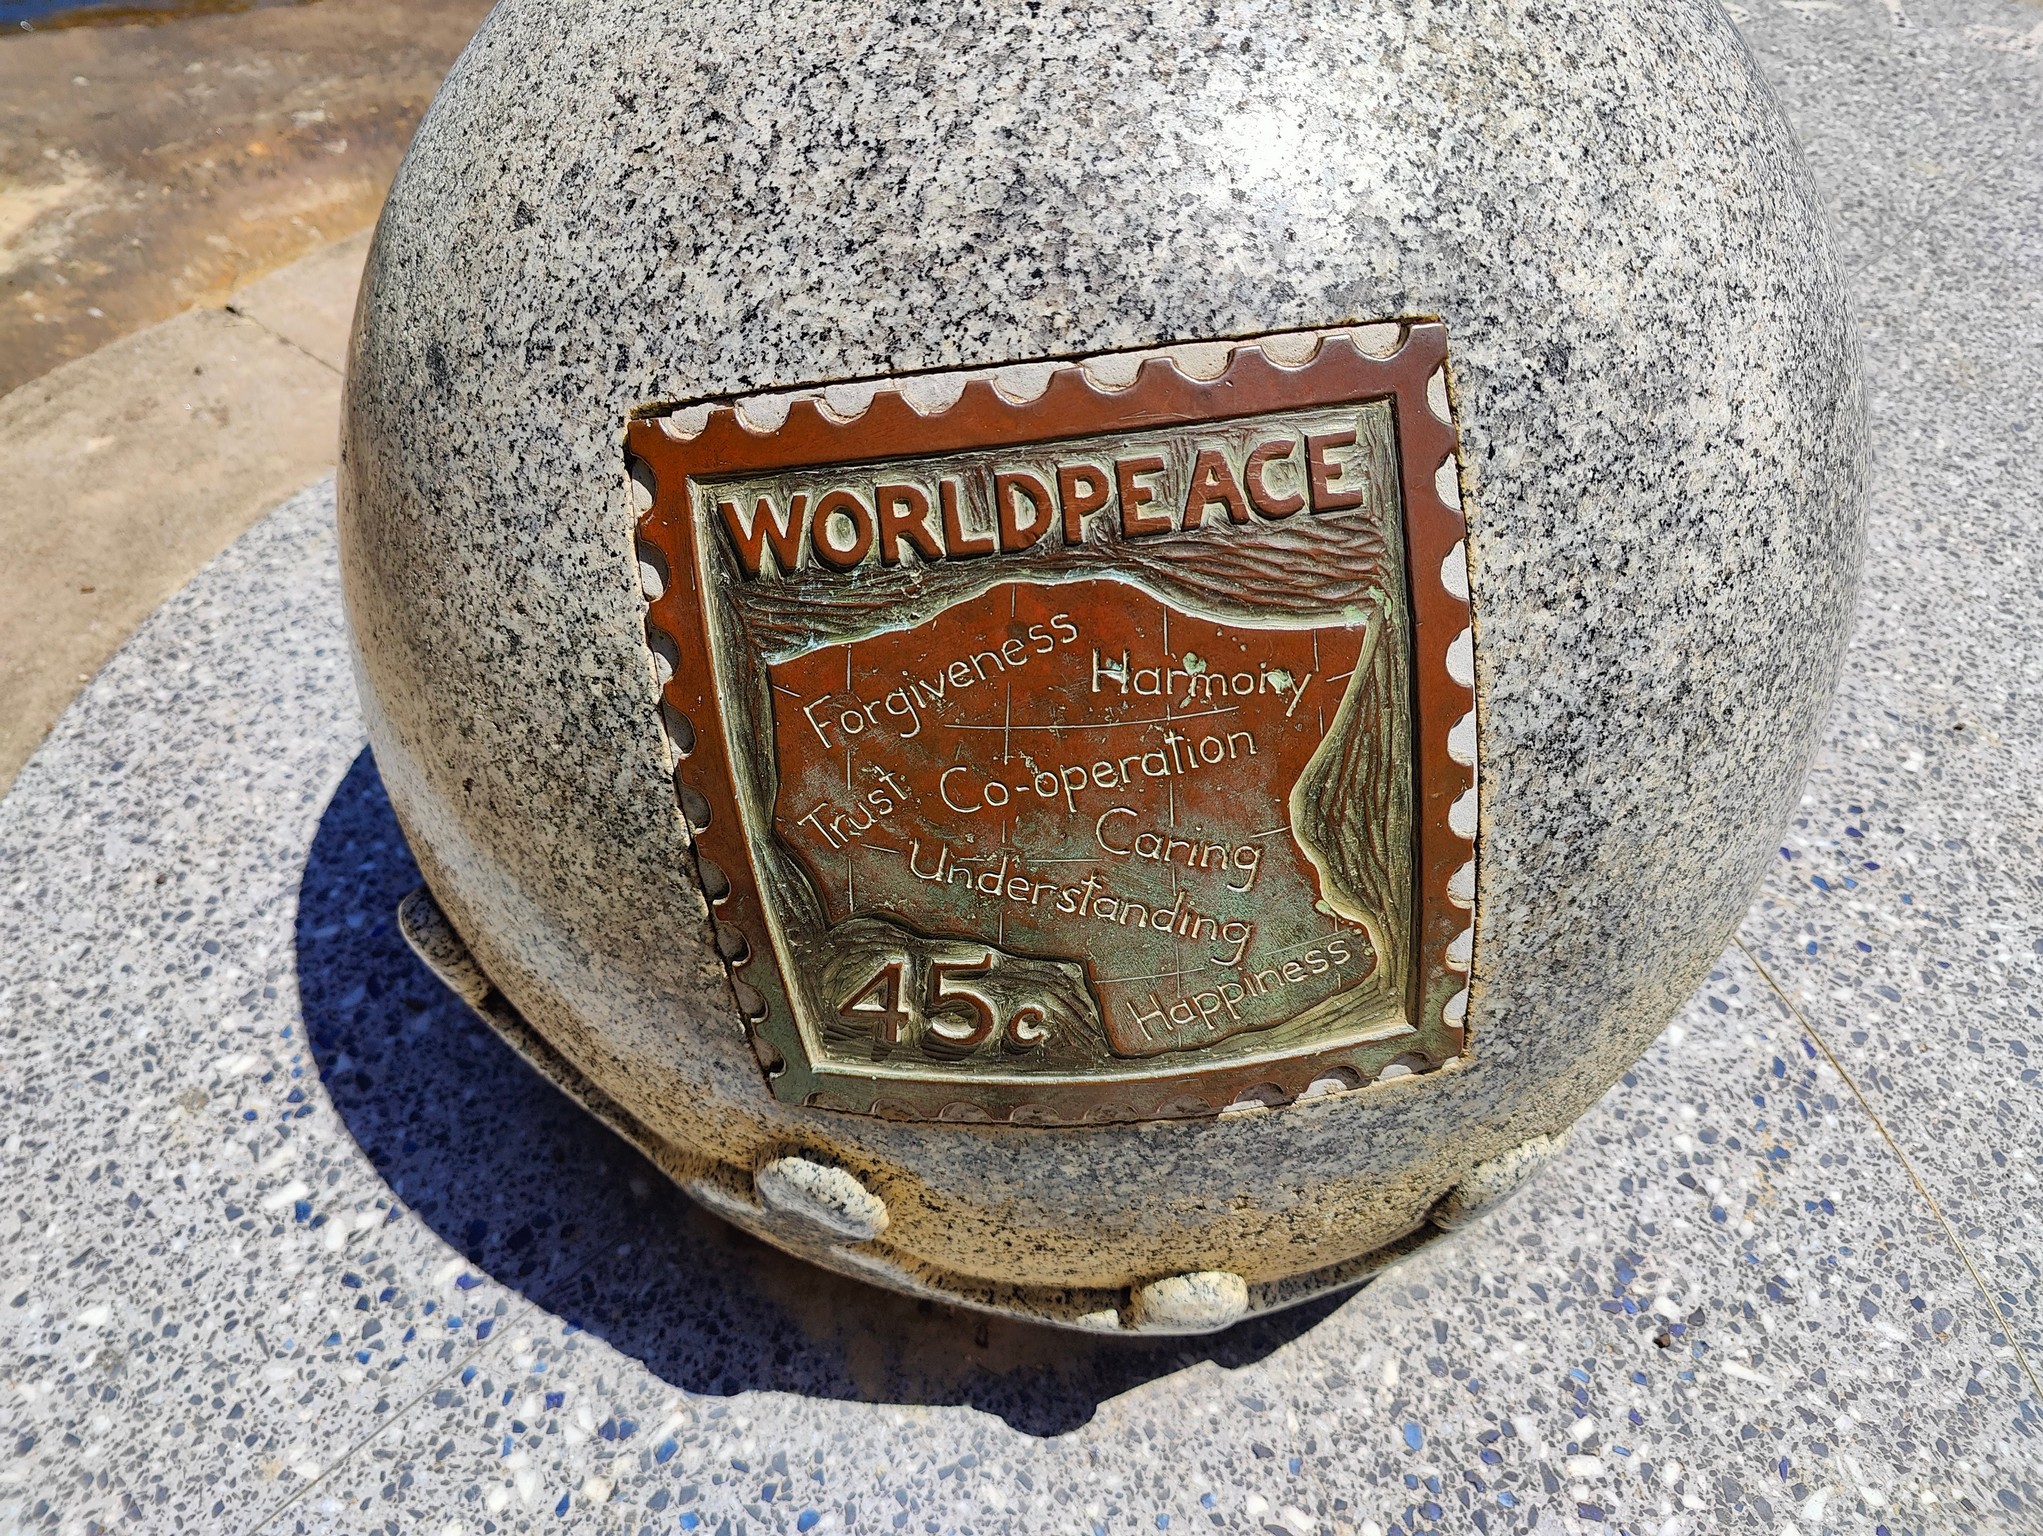 WORLDPEACE
Forgiveness
Harmony
Trust
Co-operation
Caring
Understanding
Happiness
45c